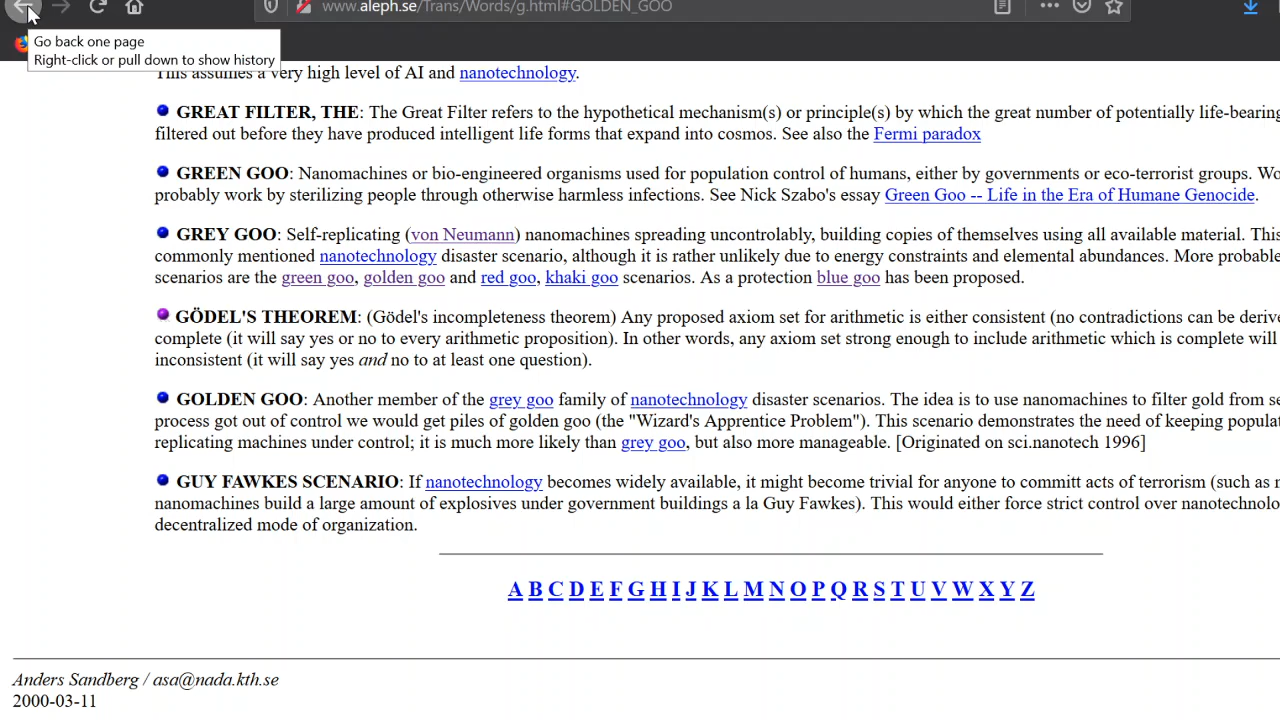 www.aleph.se/Trans/Words/g.html#GOLDEN_GOO
Go back one page
Right-click or pull down to show history
This assumes a very high level of AI and nanotechnology.
GREAT FILTER, THE: The Great Filter refers to the hypothetical mechanism(s) or principle(s) by which the great number of potentially life-bearing
filtered out before they have produced intelligent life forms that expand into cosmos. See also the Fermi paradox
GREEN GOO: Nanomachines or bio-engineered organisms used for population control of humans, either by governments or eco-terrorist groups. Wo
probably work by sterilizing people through otherwise harmless infections. See Nick Szabo's essay Green Goo -- Life in the Era of Humane Genocide.
GREY GOO: Self-replicating (von Neumann) nanomachines spreading uncontrolably, building copies of themselves using all available material. This
commonly mentioned nanotechnology disaster scenario, although it is rather unlikely due to energy constraints and elemental abundances. More probable
scenarios are the green goo, golden goo and red goo, khaki goo scenarios. As a protection blue goo has been proposed.
GÖDEL'S THEOREM: (Gödel's incompleteness theorem) Any proposed axiom set for arithmetic is either consistent (no contradictions can be derive
complete (it will say yes or no to every arithmetic proposition). In other words, any axiom set strong enough to include arithmetic which is complete will
inconsistent (it will say yes and no to at least one question).
GOLDEN GOO: Another member of the grey goo family of nanotechnology disaster scenarios. The idea is to use nanomachines to filter gold from se
process got out of control we would get piles of golden goo (the "Wizard's Apprentice Problem"). This scenario demonstrates the need of keeping populat
replicating machines under control; it is much more likely than grey goo, but also more manageable. [Originated on sci.nanotech 1996]
GUY FAWKES SCENARIO: If nanotechnology becomes widely available, it might become trivial for anyone to committ acts of terrorism (such as n
nanomachines build a large amount of explosives under government buildings a la Guy Fawkes). This would either force strict control over nanotechnolo
decentralized mode of organization.
A B C D E F G H I J K L M N O P Q R S T U V W X Y Z
Anders Sandberg / asa@nada.kth.se
2000-03-11